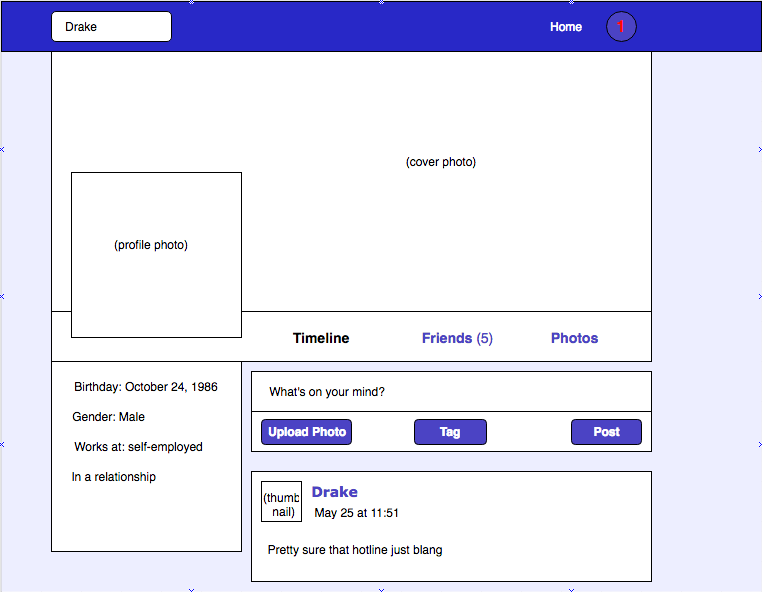 Drake
Home
1
(cover photo)
(profile photo)
Timeline
Friends (5)
Photos
Birthday: October 24, 1986
Gender: Male
Works at: self-employed
In a relationship
What's on your mind?
Upload Photo
Tag
Post
(thumb
nail)
Drake
May 25 at 11:51
Pretty sure that hotline just blang